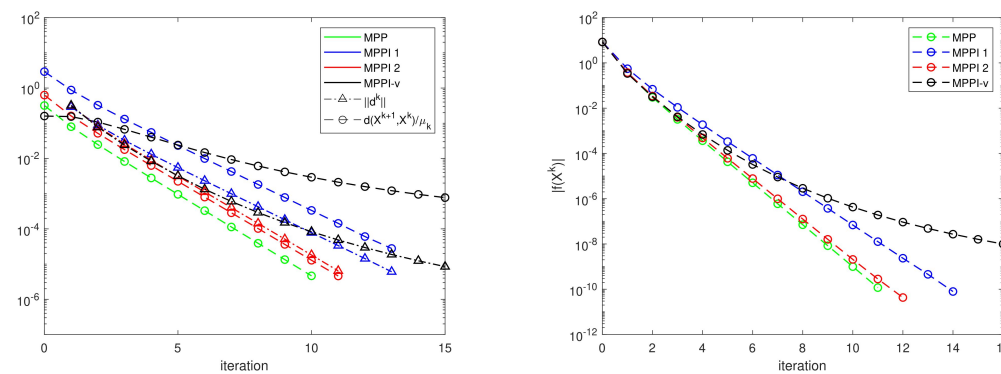 10^2
10^0
10^-2
10^-4
10^-6
0
5
10
15
iteration
MPP
MPPI 1
MPPI 2
MPPI-v
||d^k||
d(X^{k+1},X^k)/μ_k
10^2
10^0
10^-2
10^-4
10^-6
10^-8
10^-10
10^-12
|f(X^k)|
0
2
4
6
8
10
12
14
16
iteration
MPP
MPPI 1
MPPI 2
MPPI-v